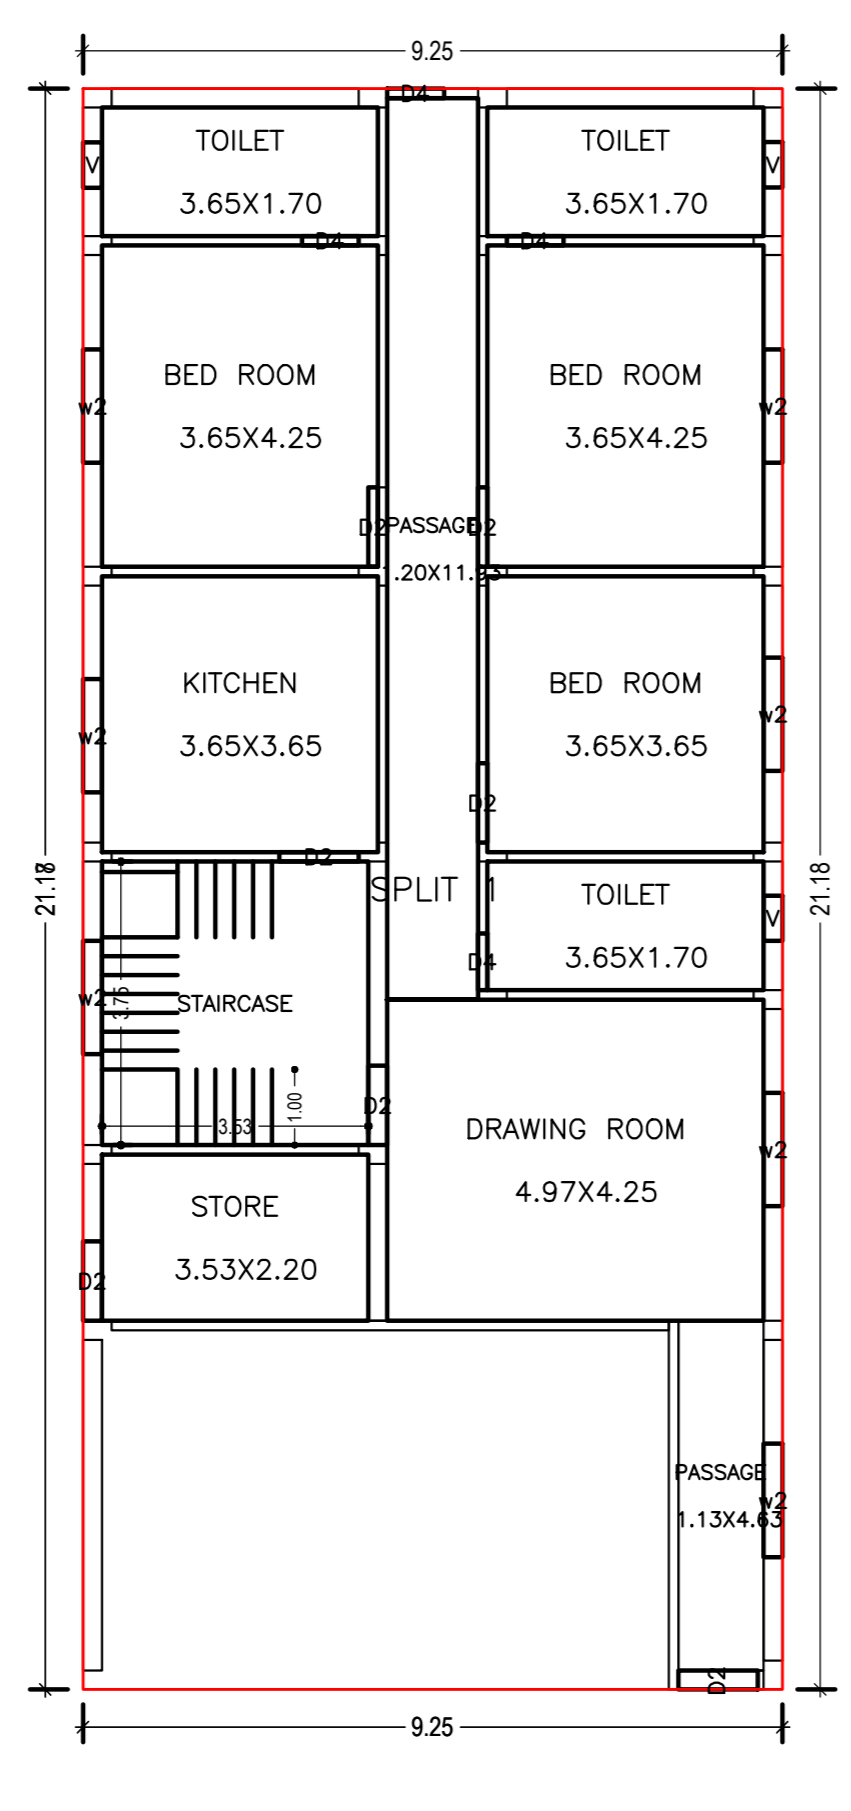 9.25
D4
TOILET
3.65X1.70
TOILET
3.65X1.70
V
V
D4
D4
BED ROOM
3.65X4.25
BED ROOM
3.65X4.25
w2
w2
D2
PASSAGE
D2
1.20X11.93
KITCHEN
3.65X3.65
BED ROOM
3.65X3.65
w2
w2
D2
D2
21.18
SPLIT 1
21.18
TOILET
3.65X1.70
V
D4
w2
3.75
STAIRCASE
1.00
D2
3.53
DRAWING ROOM
4.97X4.25
w2
STORE
3.53X2.20
D2
PASSAGE
1.13X4.63
w2
D2
9.25